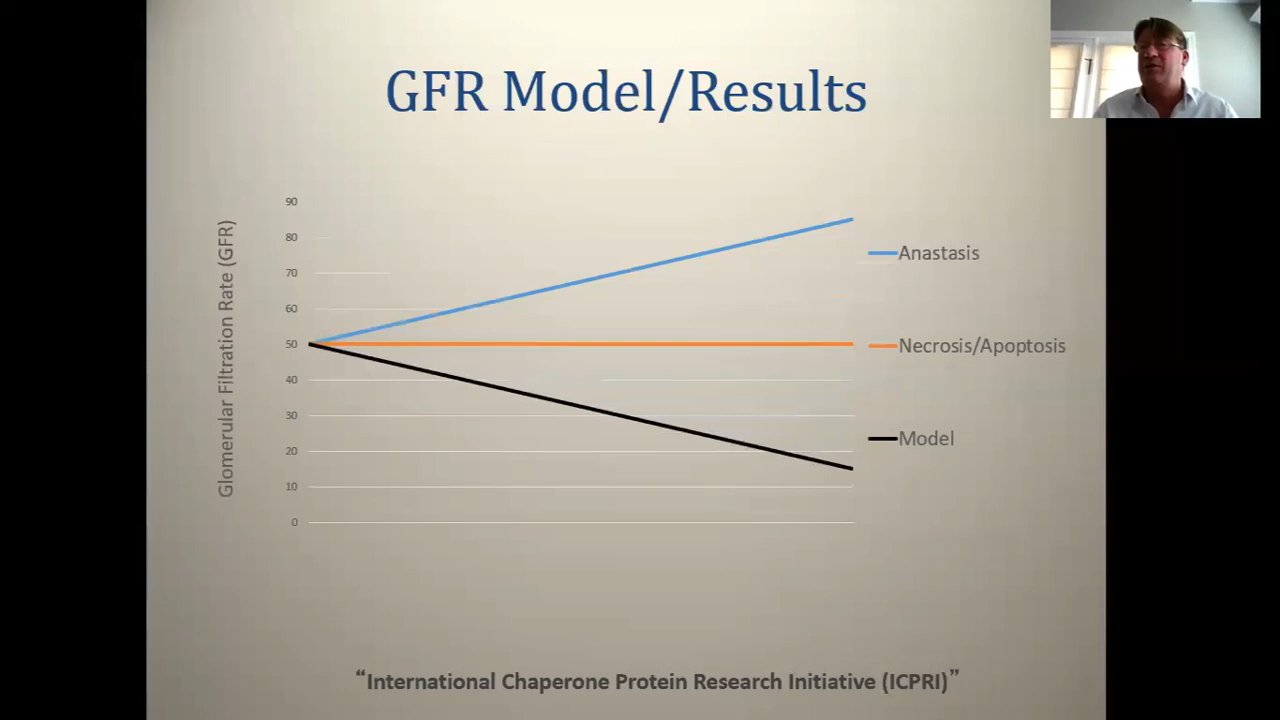 GFR Model/Results
Glomerular Filtration Rate (GFR)
90
80
70
60
50
40
30
20
10
0
Anastasis
Necrosis/Apoptosis
Model
“International Chaperone Protein Research Initiative (ICPRI)”